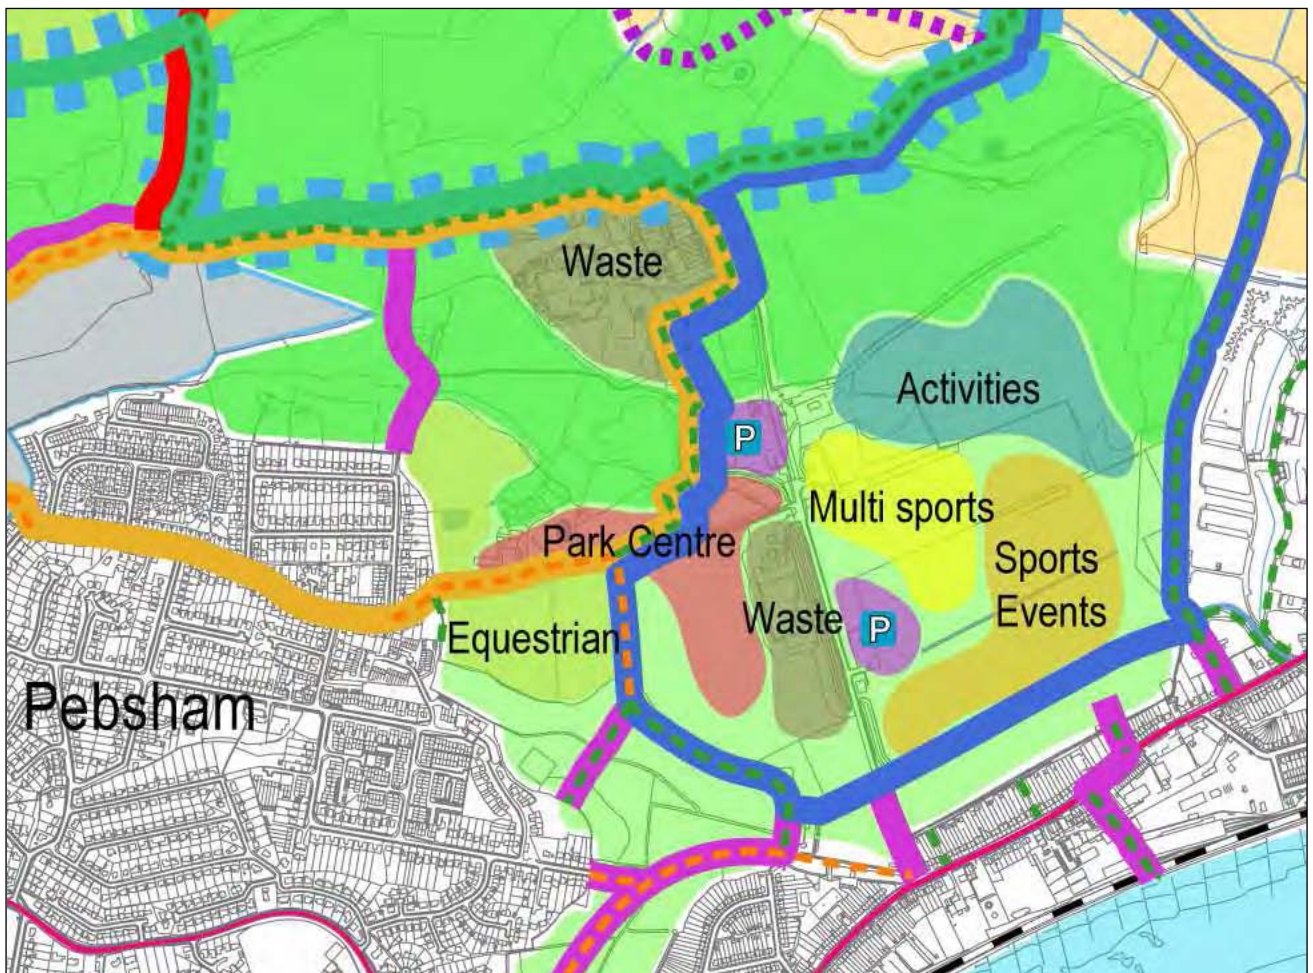 Waste
Activities
P
Multi sports
Park Centre
Sports
Events
Waste
P
Equestrian
Pebsham